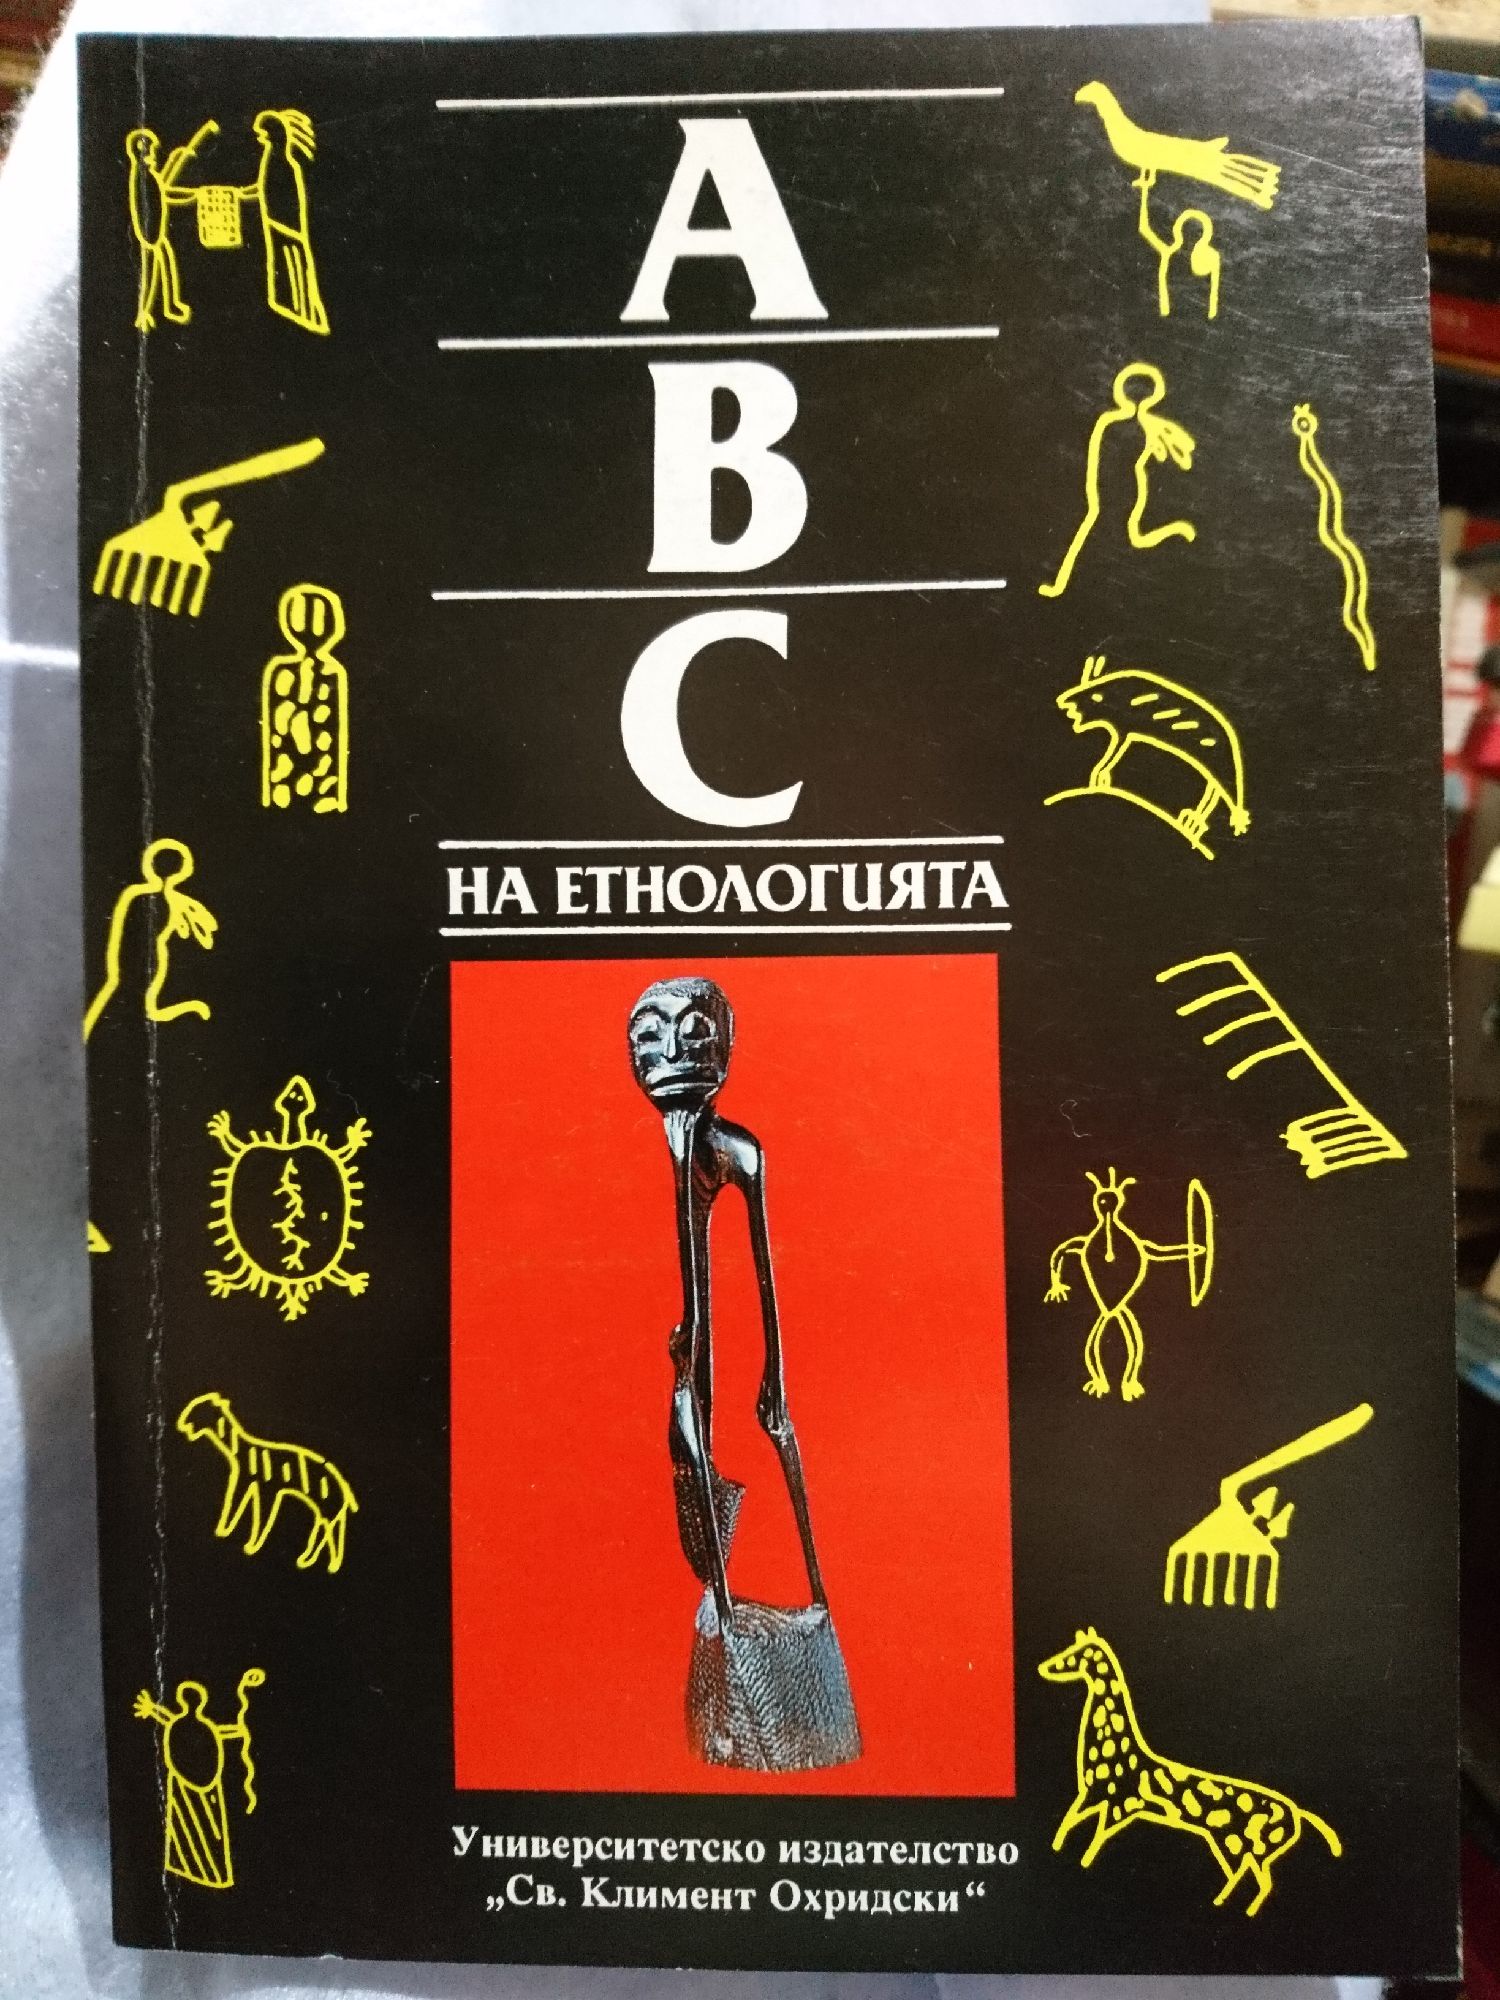 А
В
С
НА ЕТНОЛОГИЯТА
Университетско издателство
„Св. Климент Охридски“